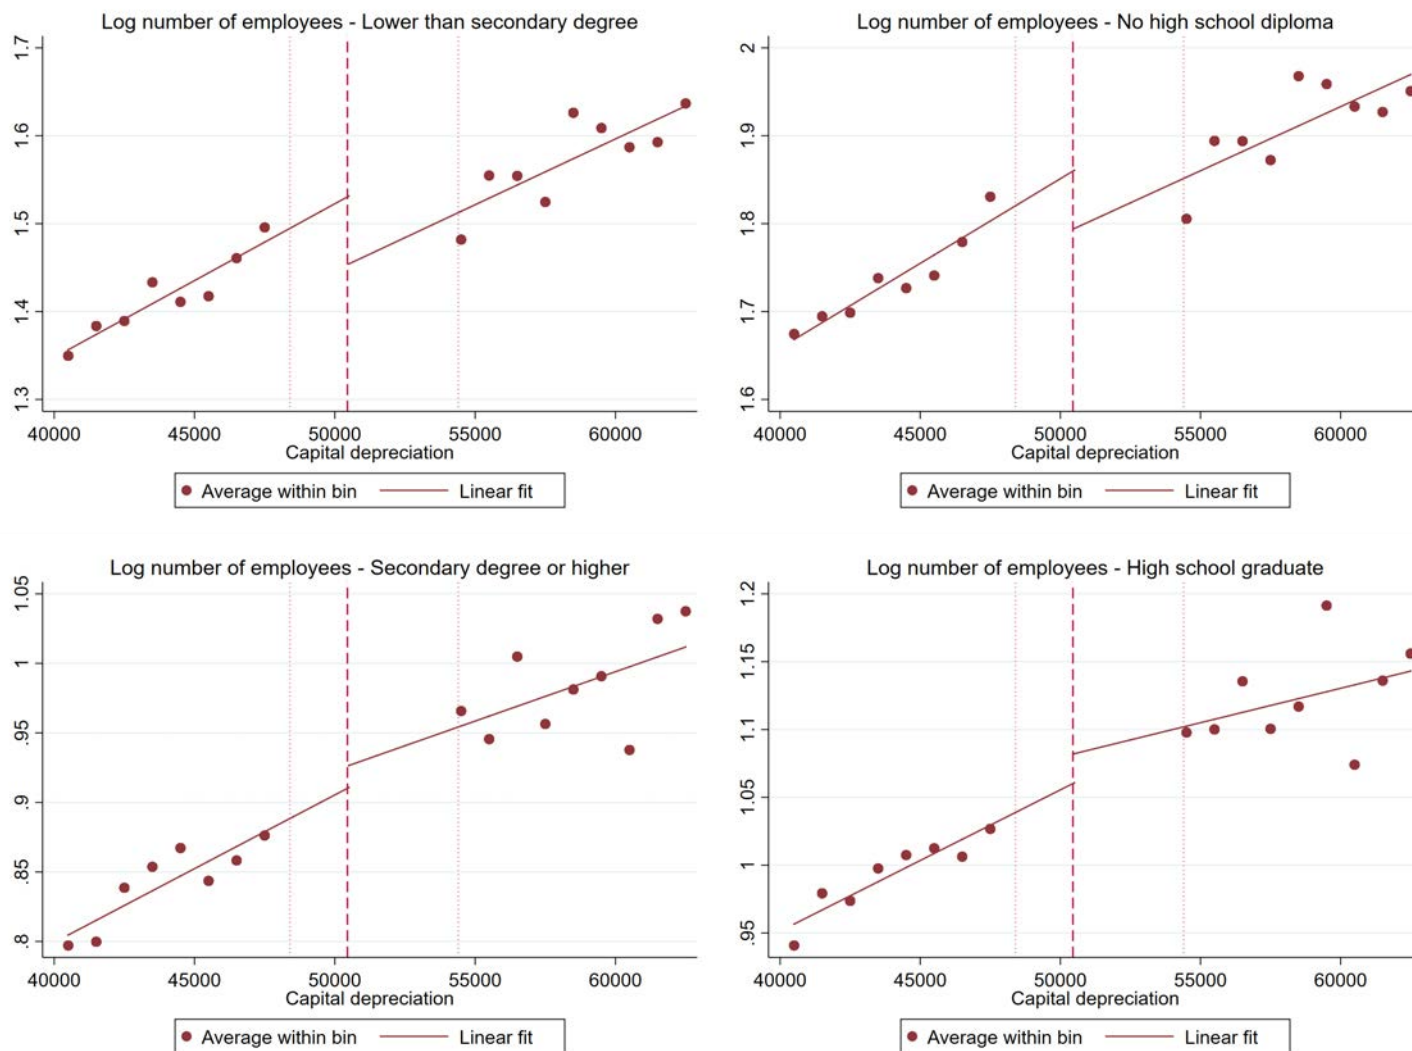 Log number of employees - Lower than secondary degree
1.7
1.6
1.5
1.4
1.3
40000 45000 50000 55000 60000
Capital depreciation
Average within bin Linear fit
Log number of employees - No high school diploma
2
1.9
1.8
1.7
1.6
40000 45000 50000 55000 60000
Capital depreciation
Average within bin Linear fit
Log number of employees - Secondary degree or higher
1.05
1
.95
.9
.85
.8
40000 45000 50000 55000 60000
Capital depreciation
Average within bin Linear fit
Log number of employees - High school graduate
1.2
1.15
1.1
1.05
1
.95
40000 45000 50000 55000 60000
Capital depreciation
Average within bin Linear fit